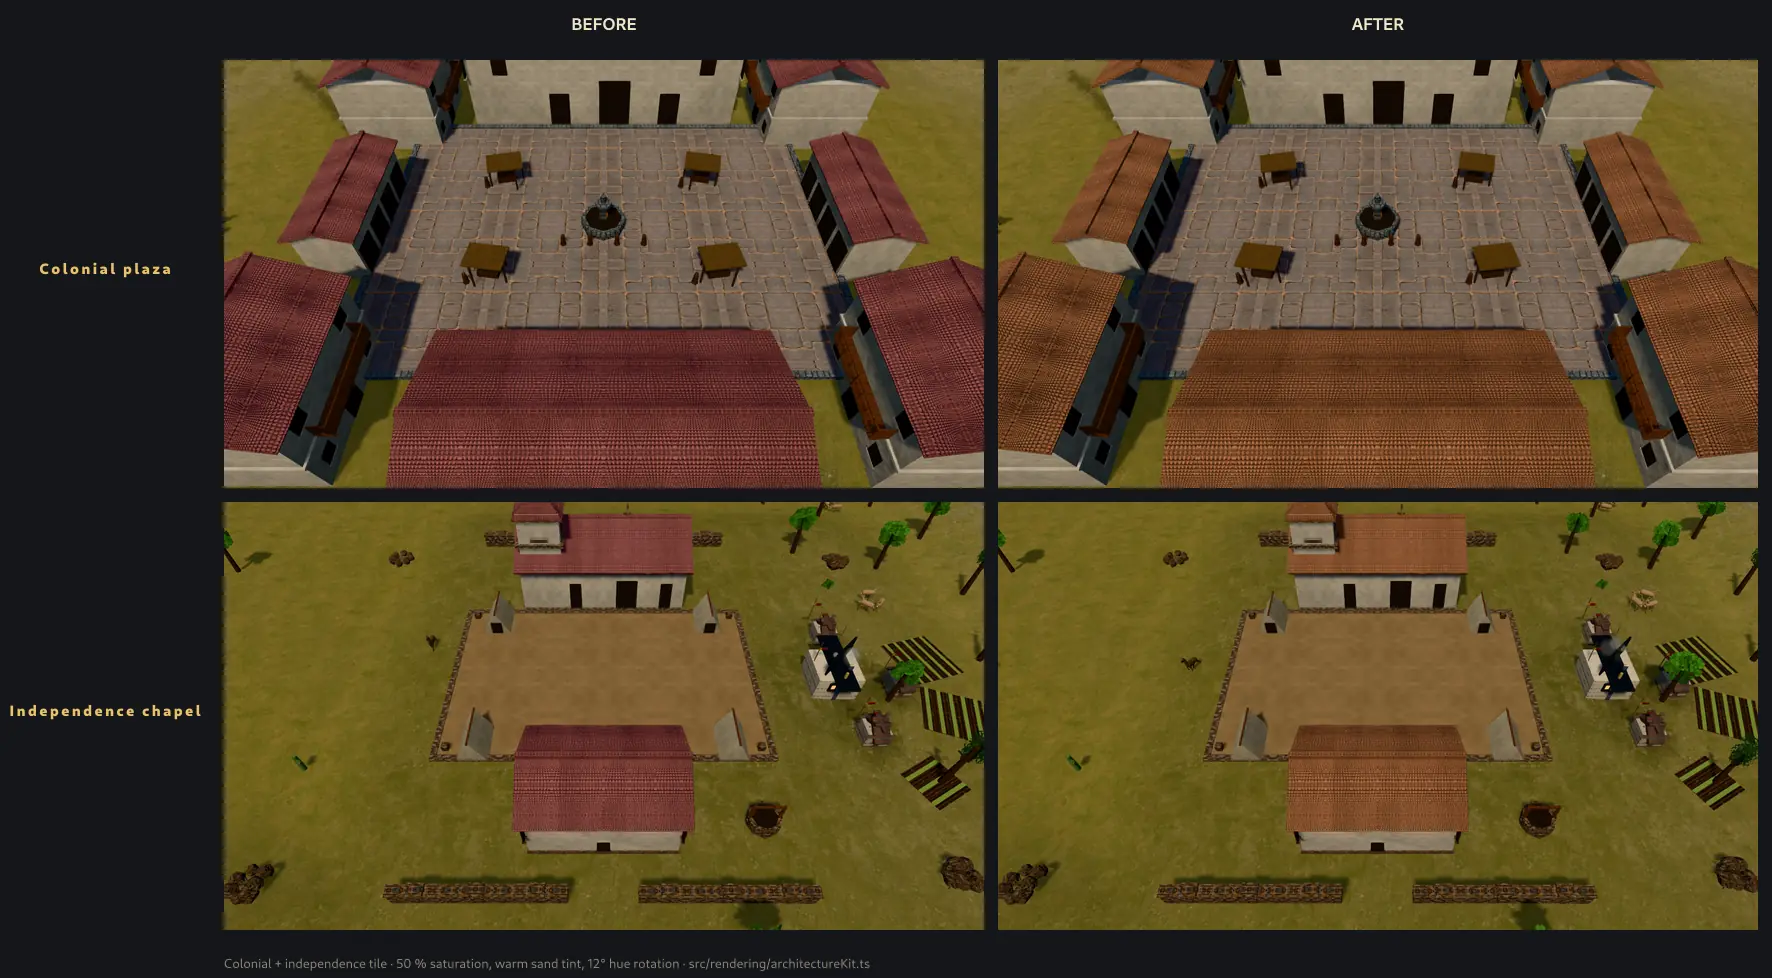 BEFORE
AFTER
Colonial plaza
Independence chapel
Colonial + independence tile · 50 % saturation, warm sand tint, 12° hue rotation · src/rendering/architectureKit.ts